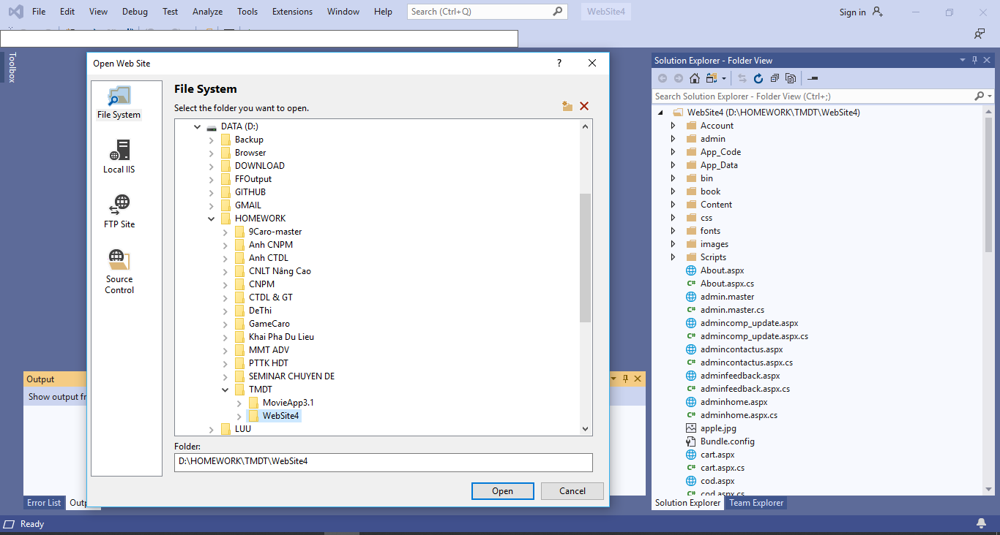 File Edit View Debug Test Analyze Tools Extensions Window Help Search (Ctrl+Q) WebSite4 Sign in
Toolbox
Open Web Site ?
File System
Local IIS
FTP Site
Source
Control
File System
Select the folder you want to open.
DATA (D:)
Backup
Browser
DOWNLOAD
FFOutput
GITHUB
GMAIL
HOMEWORK
9Caro-master
Anh CNPM
Anh CTDL
CNLT Nâng Cao
CNPM
CTDL & GT
DeThi
GameCaro
Khai Pha Du Lieu
MMT ADV
PTTK HDT
SEMINAR CHUYEN DE
TMDT
MovieApp3.1
WebSite4
LUU
Folder:
D:\HOMEWORK\TMDT\WebSite4
Open Cancel
Output
Show output fr
Error List Outp
Solution Explorer - Folder View
Search Solution Explorer - Folder View (Ctrl+;)
WebSite4 (D:\HOMEWORK\TMDT\WebSite4)
Account
admin
App_Code
App_Data
bin
book
Content
css
fonts
images
Scripts
About.aspx
C# About.aspx.cs
admin.master
C# admin.master.cs
admincomp_update.aspx
C# admincomp_update.aspx.cs
admincontactus.aspx
C# admincontactus.aspx.cs
adminfeedback.aspx
C# adminfeedback.aspx.cs
adminhome.aspx
C# adminhome.aspx.cs
apple.jpg
Bundle.config
cart.aspx
C# cart.aspx.cs
cod.aspx
C# cod.aspx.cs
Solution Explorer Team Explorer
Ready